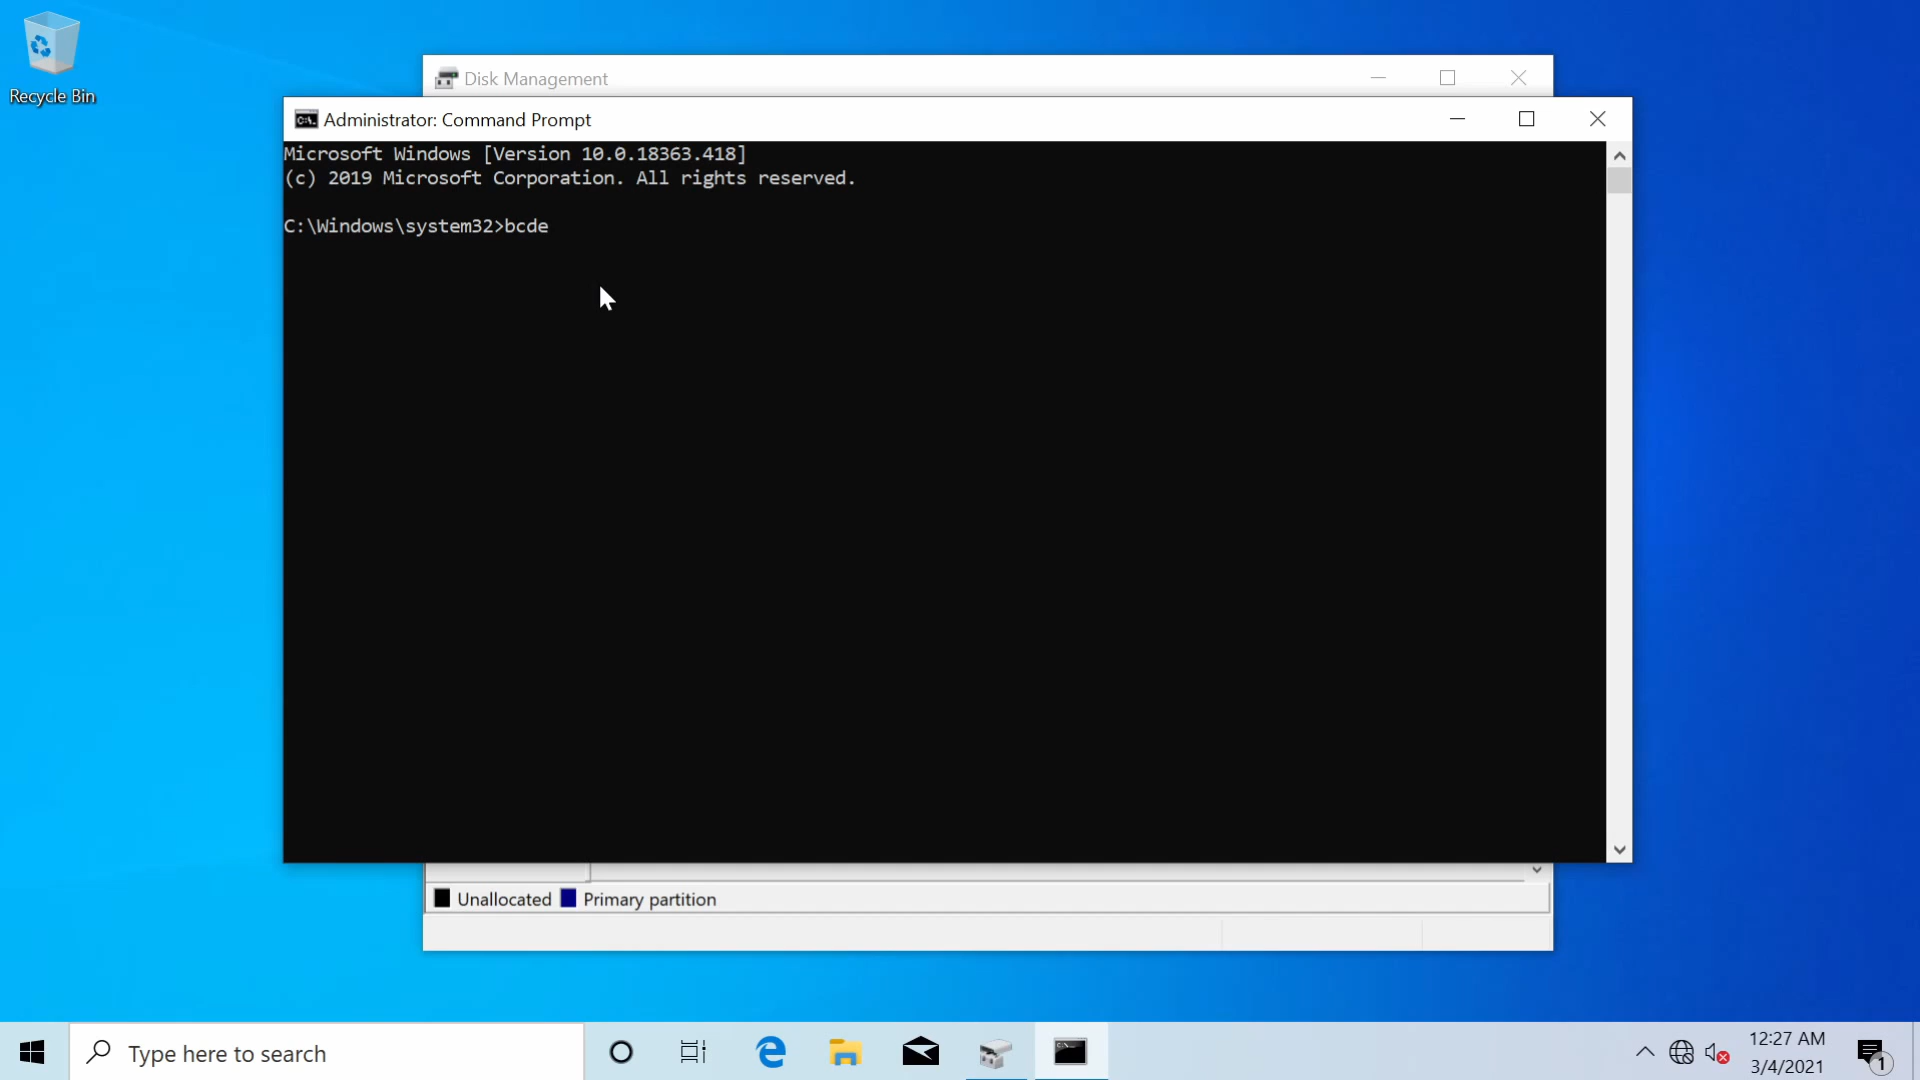 Recycle Bin
Disk Management
Administrator: Command Prompt
Microsoft Windows [Version 10.0.18363.418]
(c) 2019 Microsoft Corporation. All rights reserved.
C:\Windows\system32>bcde
Unallocated Primary partition
Type here to search
12:27 AM
3/4/2021
1